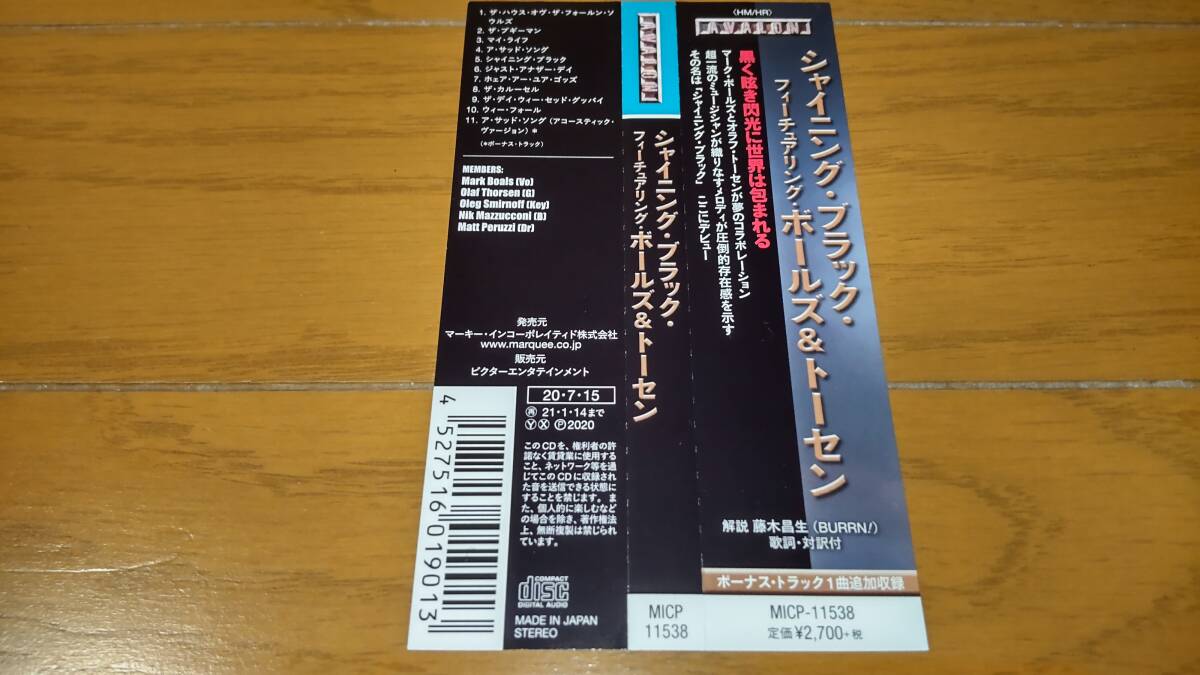 1. ザ・ハウス・オヴ・ザ・フォールン・ソ
ウルズ
2. ザ・ブギーマン
3. マイ・ライフ
4. ア・サッド・ソング
5. シャイニング・ブラック
6. ジャスト・アナザー・デイ
7. ホェア・アー・ユア・ゴッズ
8. ザ・カルーセル
9. ザ・デイ・ウィー・セッド・グッバイ
10. ウィー・フォール
11. ア・サッド・ソング(アコースティック・
ヴァージョン)*
(*ボーナス・トラック)
MEMBERS:
Mark Boals (Vo)
Olaf Thorsen (G)
Oleg Smirnoff (Key)
Nik Mazzucconi (B)
Matt Peruzzi (Dr)
発売元
マーキー・インコーポレイティド株式会社
www.marquee.co.jp
販売元
ビクターエンタテインメント
20・7・15
再 21・1・14まで
Y X P 2020
このCDを、権利者の許
諾なく賃貸業に使用する
こと、ネットワーク等を通
じてこのCDに収録され
た音を送信できる状態に
することを禁じます。ま
た、個人的に楽しむなど
の場合を除き、著作権法
上、無断複製は禁じられ
ています。
COMPACT
disc
DIGITAL AUDIO
MADE IN JAPAN
STEREO
4 527516 019013
AVALON
シャイニング・ブラック・
フィーチュアリング・ボールズ&トーセン
MICP
11538
〈HM/HR〉
AVALON
シャイニング・ブラック・
フィーチュアリング・ボールズ&トーセン
黒く眩き閃光に世界は包まれる
マーク・ボールズとオラフ・トーセンが夢のコラボレーション
超一流のミュージシャンが織りなすメロディが圧倒的存在感を示す
その名は「シャイニング・ブラック」 ここにデビュー
解説 藤木昌生(BURRN!)
歌詞・対訳付
ボーナス・トラック1曲追加収録
MICP-11538
定価¥2,700+税